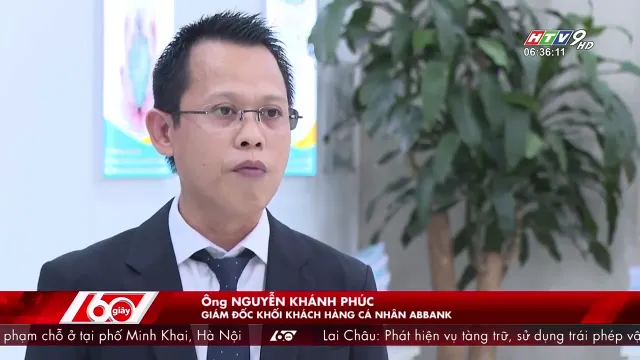 HTV9 HD
06:36:11
60 giây
Ông NGUYỄN KHÁNH PHÚC
GIÁM ĐỐC KHỐI KHÁCH HÀNG CÁ NHÂN ABBANK
phạm chỗ ở tại phố Minh Khai, Hà Nội
Lai Châu: Phát hiện vụ tàng trữ, sử dụng trái phép